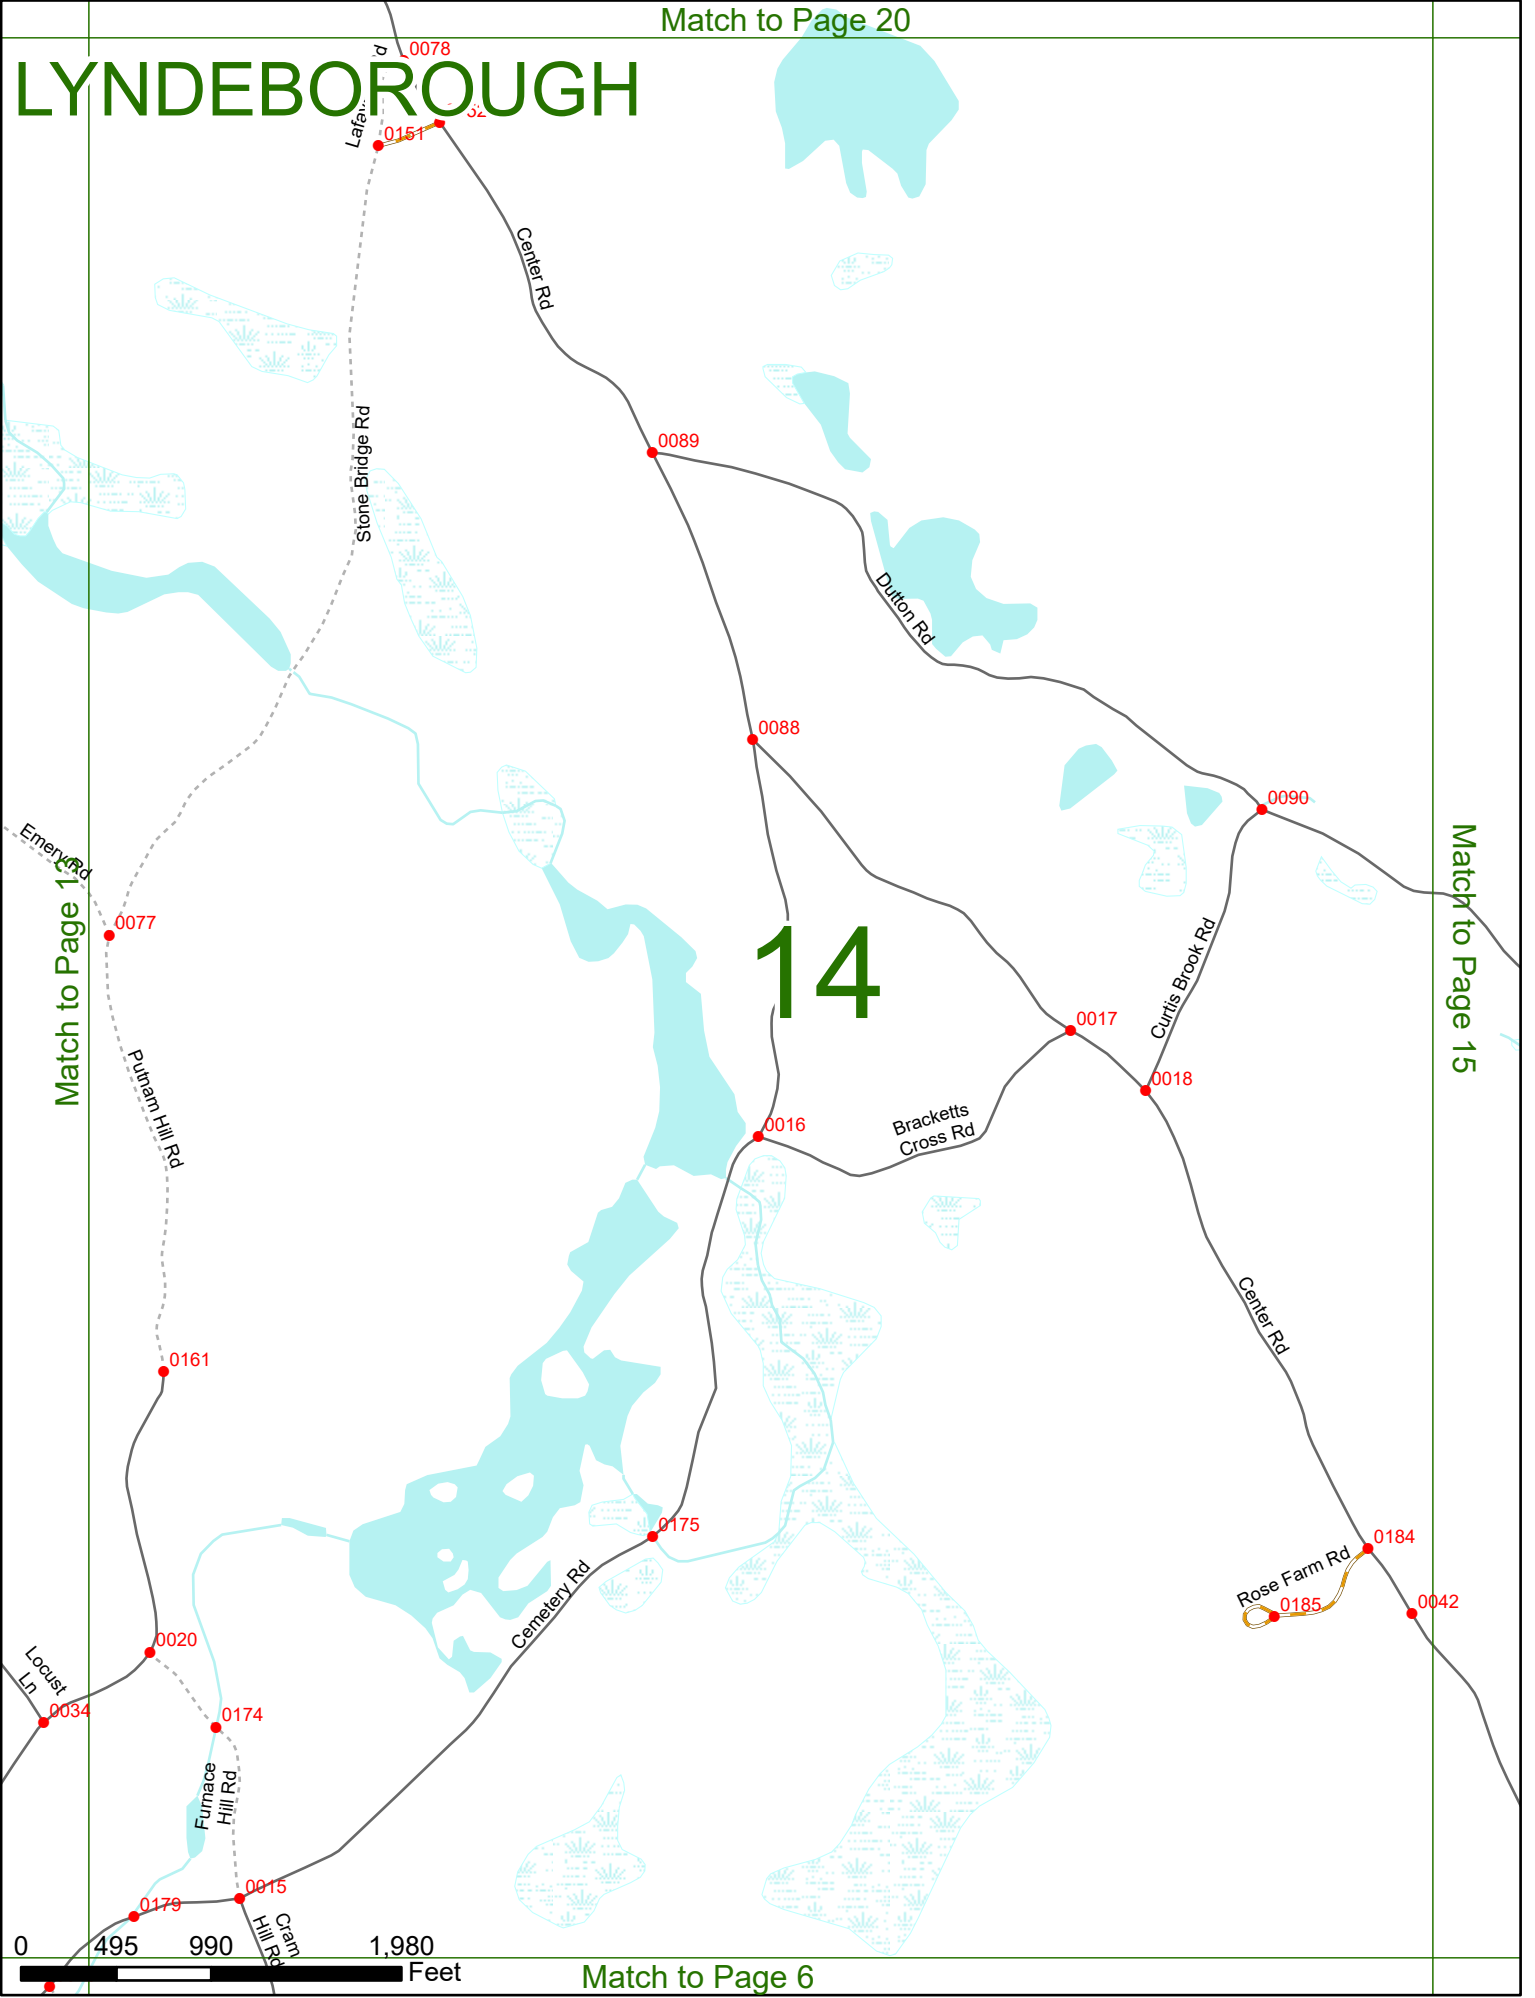 Match to Page 20
0078
LYNDEBOROUGH
0151
Center Rd
Stone Bridge Rd
0089
Dutton Rd
0088
0090
Emery Rd
Match to Page
0077
14
Match to Page 15
Curtis Brook Rd
0017
0018
Putnam Hill Rd
0016
Bracketts
Cross Rd
Center Rd
0161
0175
0184
Rose Farm Rd
0185
0042
Cemetery Rd
0020
Locust
Ln
0034
0174
Furnace
Hill Rd
0015
0179
Cram
Hill Rd
0 495 990 1,980
Feet
Match to Page 6